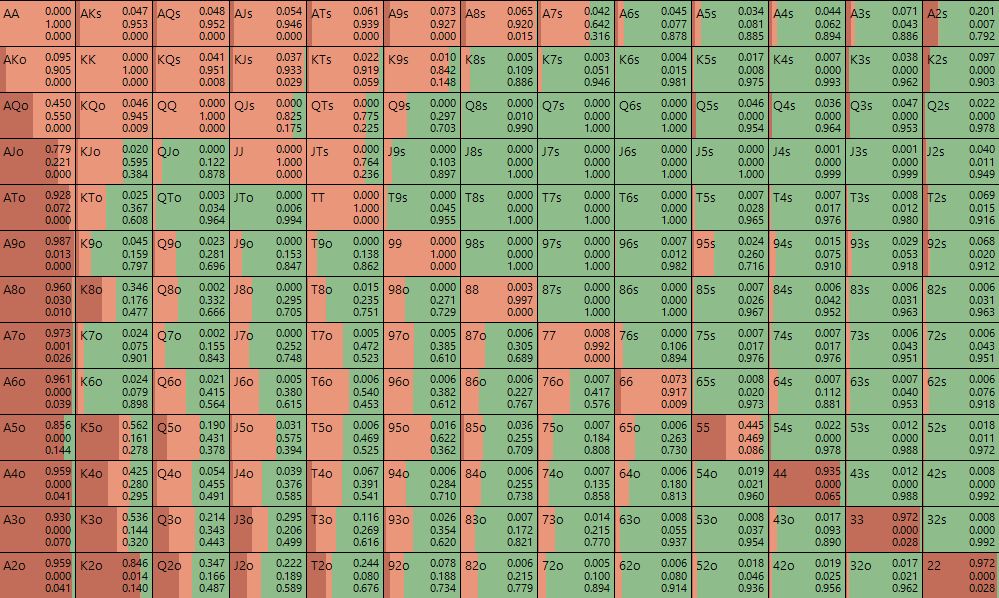 AA 0.000 AKs 0.047 AQs 0.048 AJs 0.054 ATs 0.061 A9s 0.073 A8s 0.065 A7s 0.042 A6s 0.045 A5s 0.034 A4s 0.044 A3s 0.071 A2s 0.201
1.000 0.953 0.952 0.946 0.939 0.927 0.920 0.642 0.077 0.081 0.062 0.043 0.007
0.000 0.000 0.000 0.000 0.000 0.000 0.015 0.316 0.878 0.885 0.894 0.886 0.792
AKo 0.095 KK 0.000 KQs 0.041 KJs 0.037 KTs 0.022 K9s 0.010 K8s 0.005 K7s 0.003 K6s 0.004 K5s 0.017 K4s 0.007 K3s 0.038 K2s 0.097
0.905 1.000 0.951 0.933 0.919 0.842 0.109 0.051 0.015 0.008 0.000 0.000 0.000
0.000 0.000 0.008 0.029 0.059 0.148 0.886 0.946 0.981 0.975 0.993 0.962 0.903
AQo 0.450 KQo 0.046 QQ 0.000 QJs 0.000 QTs 0.000 Q9s 0.000 Q8s 0.000 Q7s 0.000 Q6s 0.000 Q5s 0.046 Q4s 0.036 Q3s 0.047 Q2s 0.022
0.550 0.945 1.000 0.825 0.775 0.297 0.010 0.000 0.000 0.000 0.000 0.000 0.000
0.000 0.009 0.000 0.175 0.225 0.703 0.990 1.000 1.000 0.954 0.964 0.953 0.978
AJo 0.779 KJo 0.020 QJo 0.000 JJ 0.000 JTs 0.000 J9s 0.000 J8s 0.000 J7s 0.000 J6s 0.000 J5s 0.000 J4s 0.001 J3s 0.001 J2s 0.040
0.221 0.595 0.122 1.000 0.764 0.103 0.000 0.000 0.000 0.000 0.000 0.000 0.011
0.000 0.384 0.878 0.000 0.236 0.897 1.000 1.000 1.000 1.000 0.999 0.999 0.949
ATo 0.928 KTo 0.025 QTo 0.003 JTo 0.000 TT 0.000 T9s 0.000 T8s 0.000 T7s 0.000 T6s 0.000 T5s 0.007 T4s 0.007 T3s 0.008 T2s 0.069
0.072 0.367 0.034 0.006 1.000 0.045 0.000 0.000 0.000 0.028 0.017 0.012 0.015
0.000 0.608 0.964 0.994 0.000 0.955 1.000 1.000 1.000 0.965 0.976 0.980 0.916
A9o 0.987 K9o 0.045 Q9o 0.023 J9o 0.000 T9o 0.000 99 0.000 98s 0.000 97s 0.000 96s 0.007 95s 0.024 94s 0.015 93s 0.029 92s 0.068
0.013 0.159 0.281 0.153 0.138 1.000 0.000 0.000 0.012 0.260 0.075 0.053 0.020
0.000 0.797 0.696 0.847 0.862 0.000 1.000 1.000 0.982 0.716 0.910 0.918 0.912
A8o 0.960 K8o 0.346 Q8o 0.002 J8o 0.000 T8o 0.015 98o 0.000 88 0.003 87s 0.000 86s 0.000 85s 0.007 84s 0.006 83s 0.006 82s 0.006
0.030 0.176 0.332 0.295 0.235 0.271 0.997 0.000 0.000 0.026 0.042 0.031 0.031
0.010 0.477 0.666 0.705 0.751 0.729 0.000 1.000 1.000 0.967 0.952 0.963 0.963
A7o 0.973 K7o 0.024 Q7o 0.002 J7o 0.000 T7o 0.005 97o 0.005 87o 0.006 77 0.008 76s 0.000 75s 0.007 74s 0.007 73s 0.006 72s 0.006
0.001 0.075 0.155 0.252 0.472 0.385 0.305 0.992 0.106 0.017 0.017 0.043 0.043
0.026 0.901 0.843 0.748 0.523 0.610 0.689 0.000 0.894 0.976 0.976 0.951 0.951
A6o 0.961 K6o 0.024 Q6o 0.021 J6o 0.005 T6o 0.006 96o 0.006 86o 0.006 76o 0.007 66 0.073 65s 0.008 64s 0.007 63s 0.007 62s 0.006
0.000 0.079 0.415 0.380 0.540 0.382 0.227 0.417 0.917 0.020 0.112 0.040 0.076
0.039 0.898 0.564 0.615 0.453 0.612 0.767 0.576 0.009 0.973 0.881 0.953 0.918
A5o 0.856 K5o 0.562 Q5o 0.190 J5o 0.031 T5o 0.006 95o 0.016 85o 0.036 75o 0.007 65o 0.006 55 0.445 54s 0.022 53s 0.012 52s 0.018
0.000 0.161 0.431 0.575 0.469 0.622 0.255 0.184 0.263 0.469 0.000 0.000 0.011
0.144 0.278 0.378 0.394 0.525 0.362 0.709 0.808 0.730 0.086 0.978 0.988 0.972
A4o 0.959 K4o 0.425 Q4o 0.054 J4o 0.039 T4o 0.067 94o 0.006 84o 0.006 74o 0.007 64o 0.006 54o 0.019 44 0.935 43s 0.012 42s 0.008
0.000 0.280 0.455 0.376 0.391 0.284 0.255 0.135 0.180 0.021 0.000 0.000 0.000
0.041 0.295 0.491 0.585 0.541 0.710 0.738 0.858 0.813 0.960 0.065 0.988 0.992
A3o 0.930 K3o 0.536 Q3o 0.214 J3o 0.295 T3o 0.116 93o 0.026 83o 0.007 73o 0.014 63o 0.008 53o 0.008 43o 0.017 33 0.972 32s 0.008
0.000 0.144 0.343 0.206 0.269 0.354 0.172 0.215 0.055 0.037 0.093 0.000 0.000
0.070 0.320 0.443 0.499 0.616 0.620 0.821 0.770 0.937 0.954 0.890 0.028 0.992
A2o 0.959 K2o 0.846 Q2o 0.347 J2o 0.222 T2o 0.244 92o 0.078 82o 0.006 72o 0.005 62o 0.006 52o 0.018 42o 0.019 32o 0.017 22 0.972
0.000 0.014 0.166 0.189 0.080 0.188 0.215 0.100 0.080 0.046 0.025 0.021 0.000
0.041 0.140 0.487 0.589 0.676 0.734 0.779 0.894 0.914 0.936 0.956 0.962 0.028